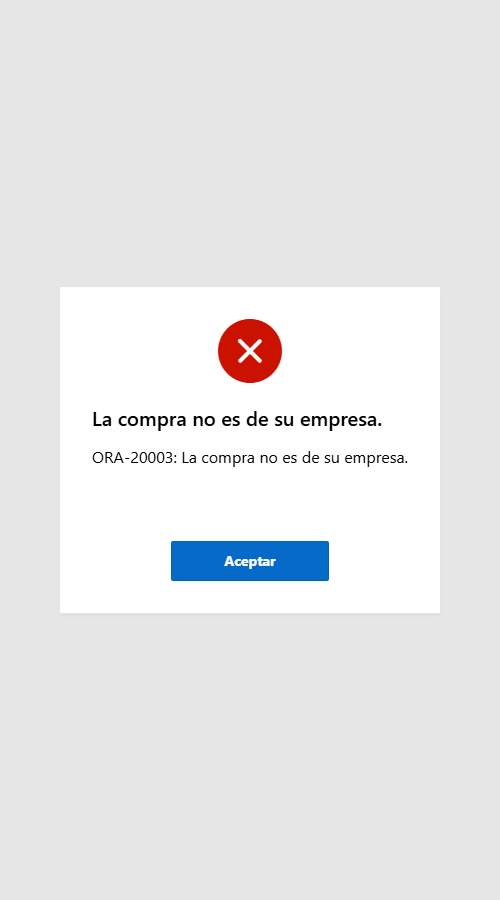 La compra no es de su empresa.
ORA-20003: La compra no es de su empresa.
Aceptar